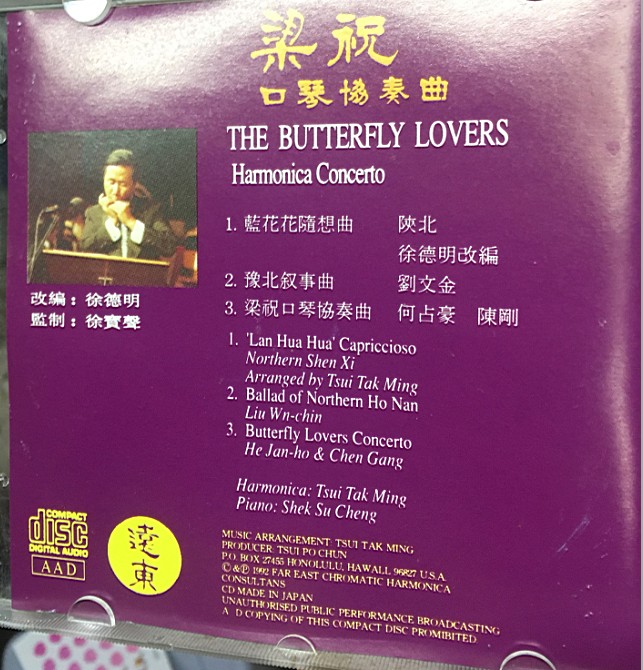 梁祝
口琴協奏曲
THE BUTTERFLY LOVERS
Harmonica Concerto
1. 藍花花隨想曲 陝北
徐德明改編
2. 豫北叙事曲 劉文金
3. 梁祝口琴協奏曲 何占豪 陳剛
改編：徐德明
監制：徐寶聲
1. 'Lan Hua Hua' Capriccioso
Northern Shen Xi
Arranged by Tsui Tak Ming
2. Ballad of Northern Ho Nan
Liu Wn-chin
3. Butterfly Lovers Concerto
He Jan-ho & Chen Gang
Harmonica: Tsui Tak Ming
Piano: Shek Su Cheng
COMPACT
disc
DIGITAL AUDIO
AAD
遠東
MUSIC ARRANGEMENT: TSUI TAK MING
PRODUCER: TSUI PO CHUN
P.O. BOX 27455 HONOLULU, HAWALL 96827 U.S.A.
©&℗ 1992 FAR EAST CHROMATIC HARMONICA
CONSULTANS
CD MADE IN JAPAN
UNAUTHORISED PUBLIC PERFORMANCE BROADCASTING
A D COPYING OF THIS COMPACT DISC PROMIBITED